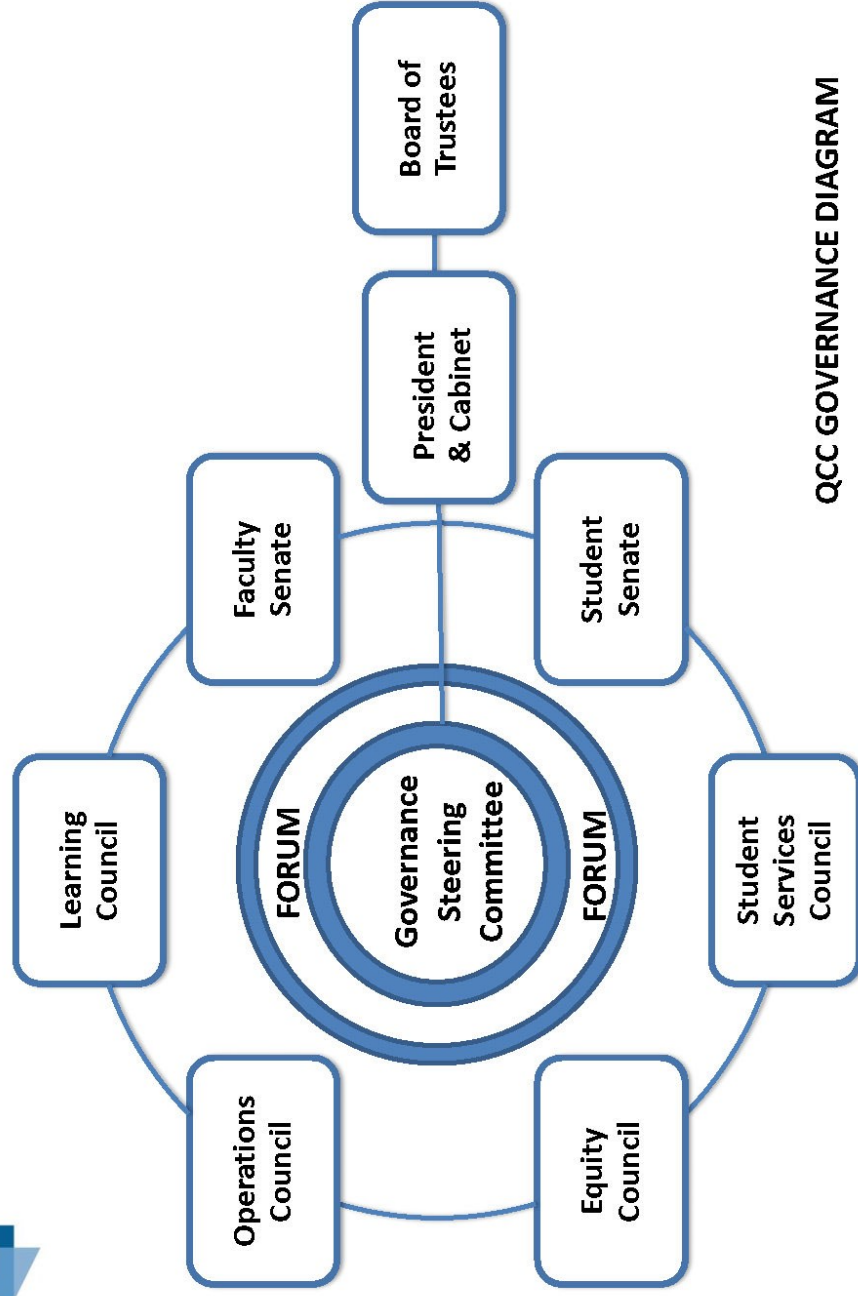 Board of
Trustees
President
& Cabinet
Faculty
Senate
Student
Senate
Learning
Council
FORUM
Governance
Steering
Committee
FORUM
Student
Services
Council
Operations
Council
Equity
Council
QCC GOVERNANCE DIAGRAM